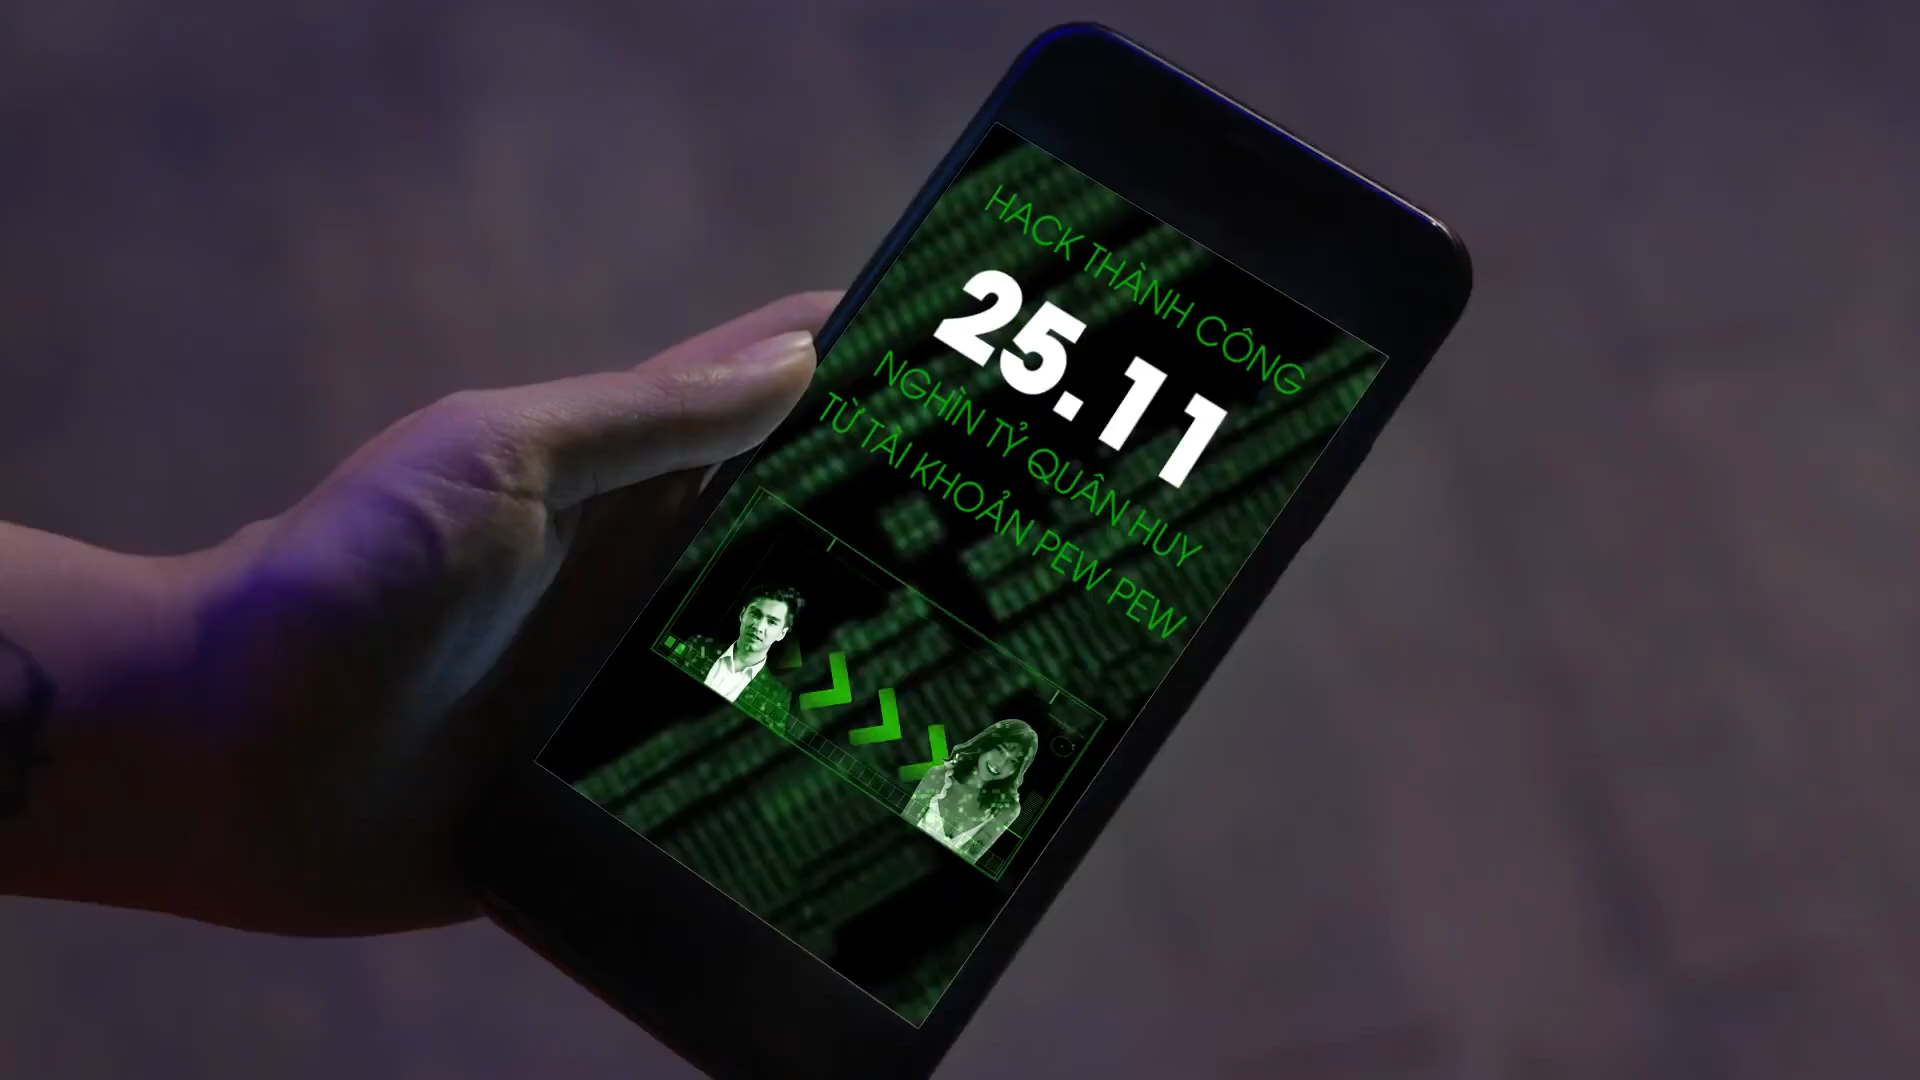 HACK THÀNH CÔNG
25.11
NGHÌN TỶ QUÂN HUY
TỪ TÀI KHOẢN PEW PEW